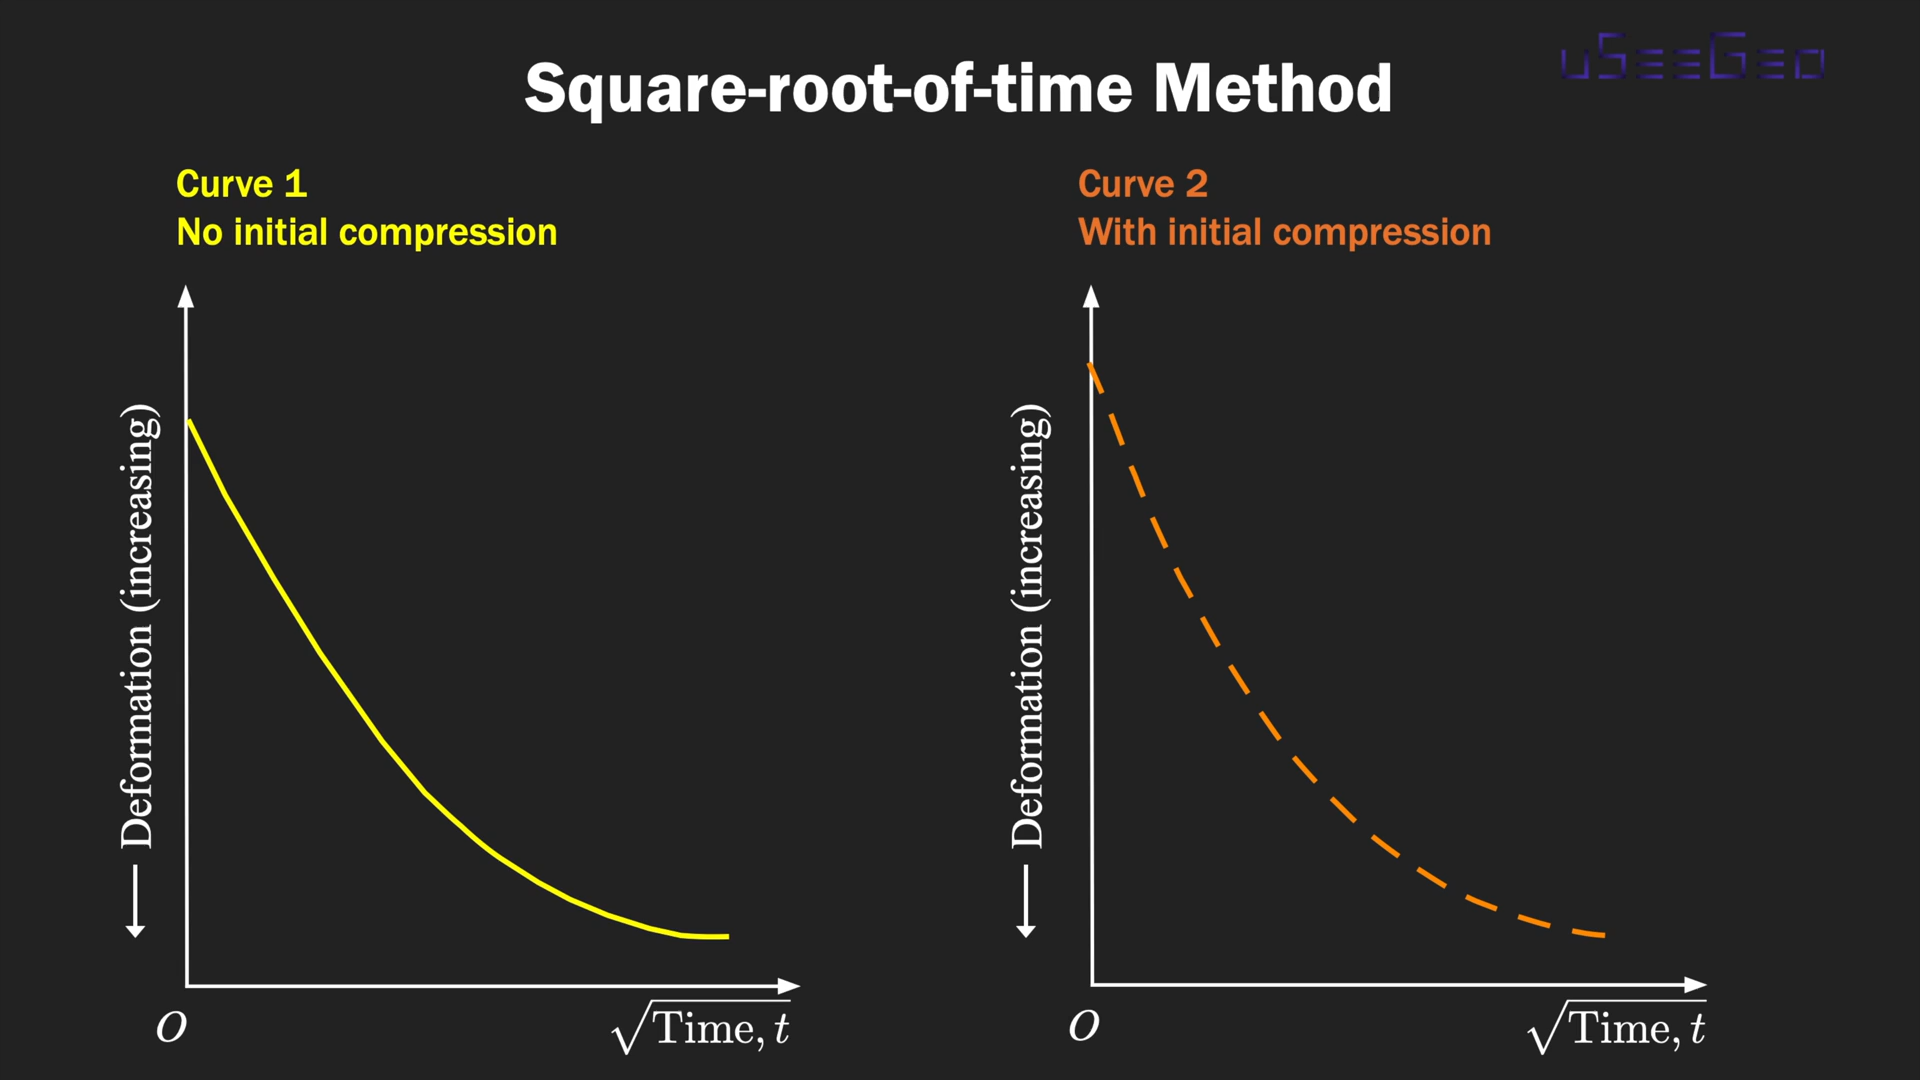 Square-root-of-time Method
uSeeGeo
Curve 1
No initial compression
Deformation (increasing)
O
√Time, t
Curve 2
With initial compression
Deformation (increasing)
O
√Time, t